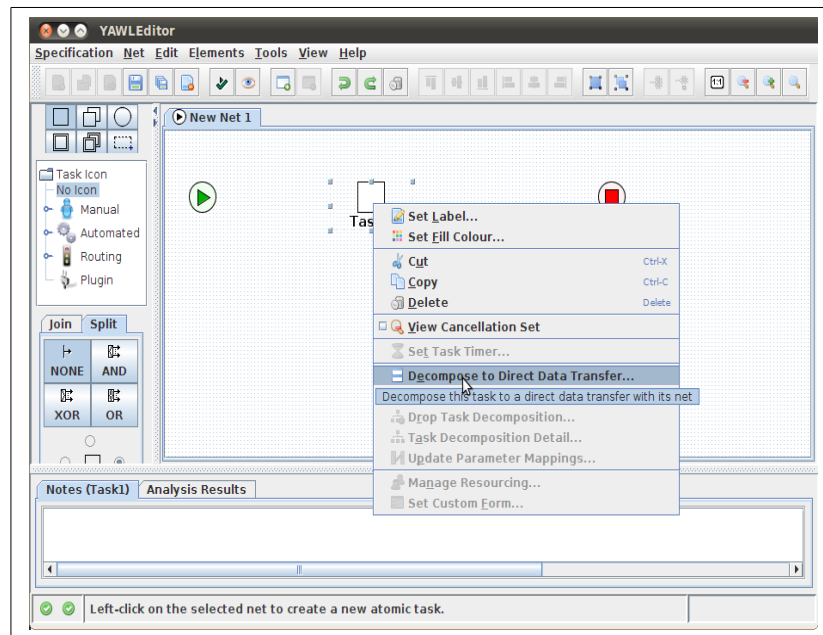 YAWLEditor
Specification Net Edit Elements Tools View Help
1:1
New Net 1
Task Icon
No Icon
Manual
Automated
Routing
Plugin
Tas
Set Label...
Set Fill Colour...
Cut Ctrl-X
Copy Ctrl-C
Delete Delete
View Cancellation Set
Set Task Timer...
Decompose to Direct Data Transfer...
Decompose this task to a direct data transfer with its net
Drop Task Decomposition...
Task Decomposition Detail...
Update Parameter Mappings...
Manage Resourcing...
Set Custom Form...
Join Split
NONE AND
XOR OR
Notes (Task1) Analysis Results
Left-click on the selected net to create a new atomic task.